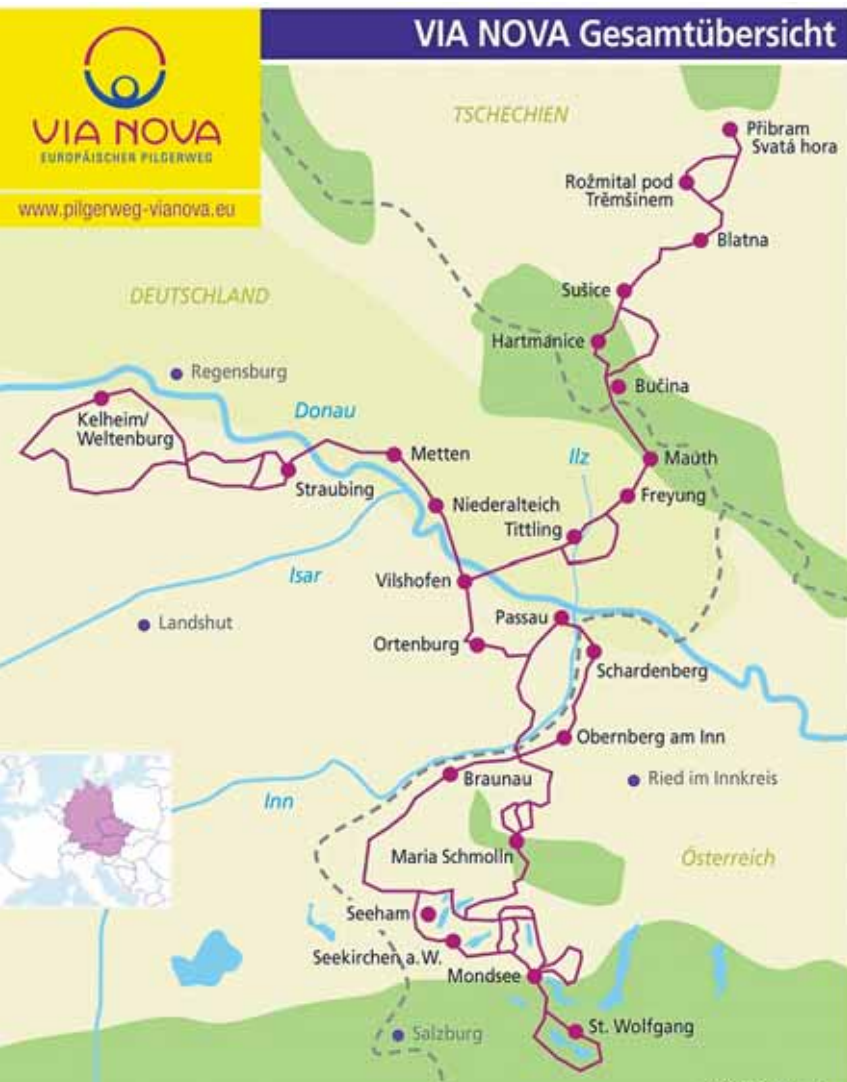 VIA NOVA Gesamtübersicht
VIA NOVA
EUROPÄISCHER PILGERWEG
www.pilgerweg-vianova.eu
TSCHECHIEN
Přibram
Svatá hora
Rožmital pod
Trěmšínem
Blatna
Sušice
DEUTSCHLAND
Hartmanice
Regensburg
Bučina
Kelheim/
Weltenburg
Donau
Metten
Ilz
Mauth
Straubing
Freyung
Niederalteich
Tittling
Isar
Vilshofen
Passau
Landshut
Ortenburg
Schardenberg
Obernberg am Inn
Braunau
Ried im Innkreis
Inn
Maria Schmolln
Österreich
Seeham
Seekirchen a.W.
Mondsee
St. Wolfgang
Salzburg